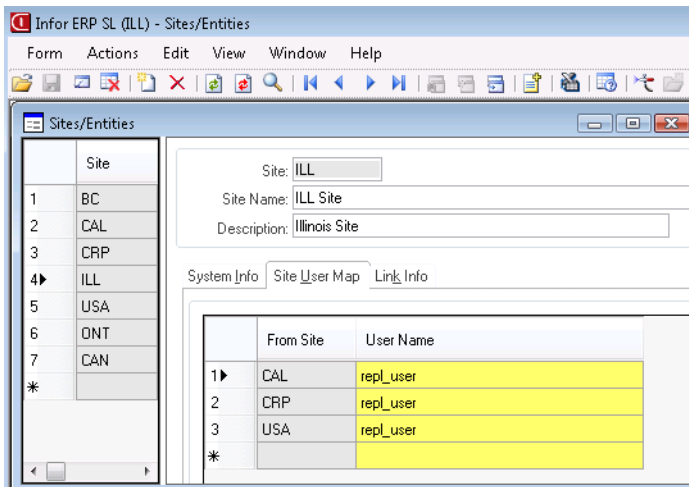 Infor ERP SL (ILL) - Sites/Entities
Form Actions Edit View Window Help
Sites/Entities
Site
1 BC
2 CAL
3 CRP
4 ILL
5 USA
6 ONT
7 CAN
*
Site: ILL
Site Name: ILL Site
Description: Illinois Site
System Info Site User Map Link Info
From Site User Name
1 CAL repl_user
2 CRP repl_user
3 USA repl_user
*